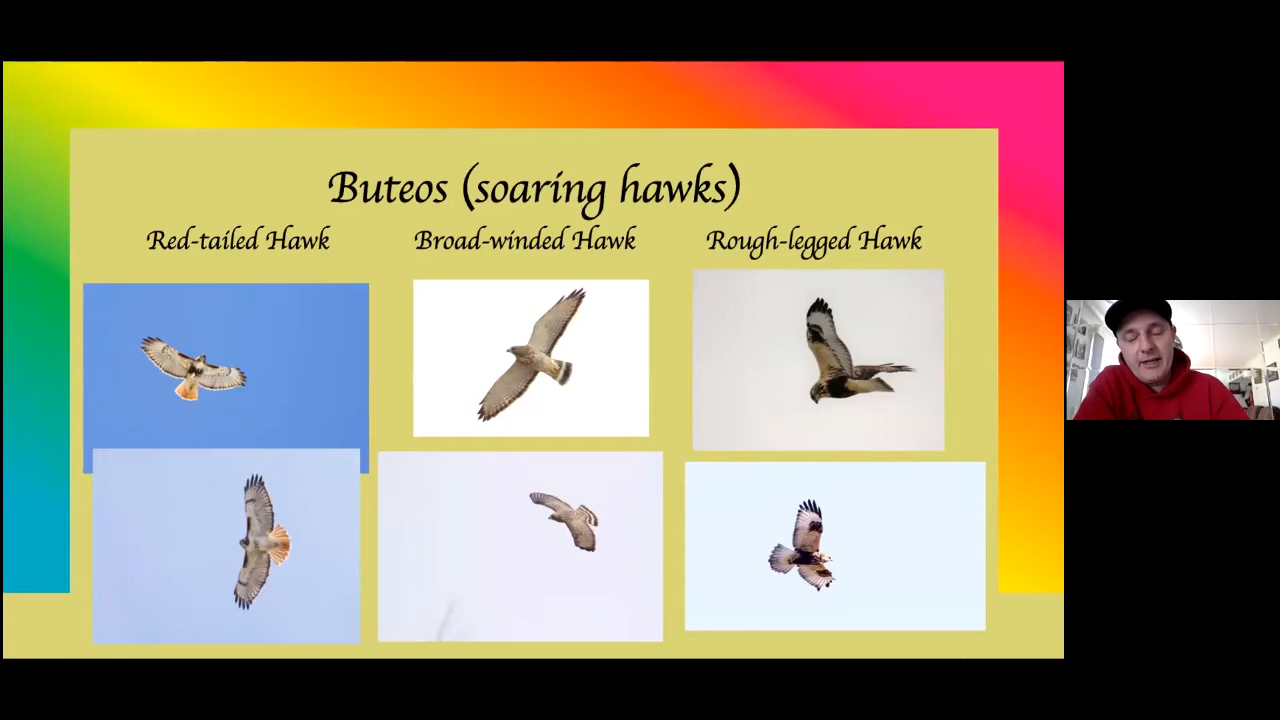 Buteos (soaring hawks)
Red-tailed Hawk
Broad-winded Hawk
Rough-legged Hawk